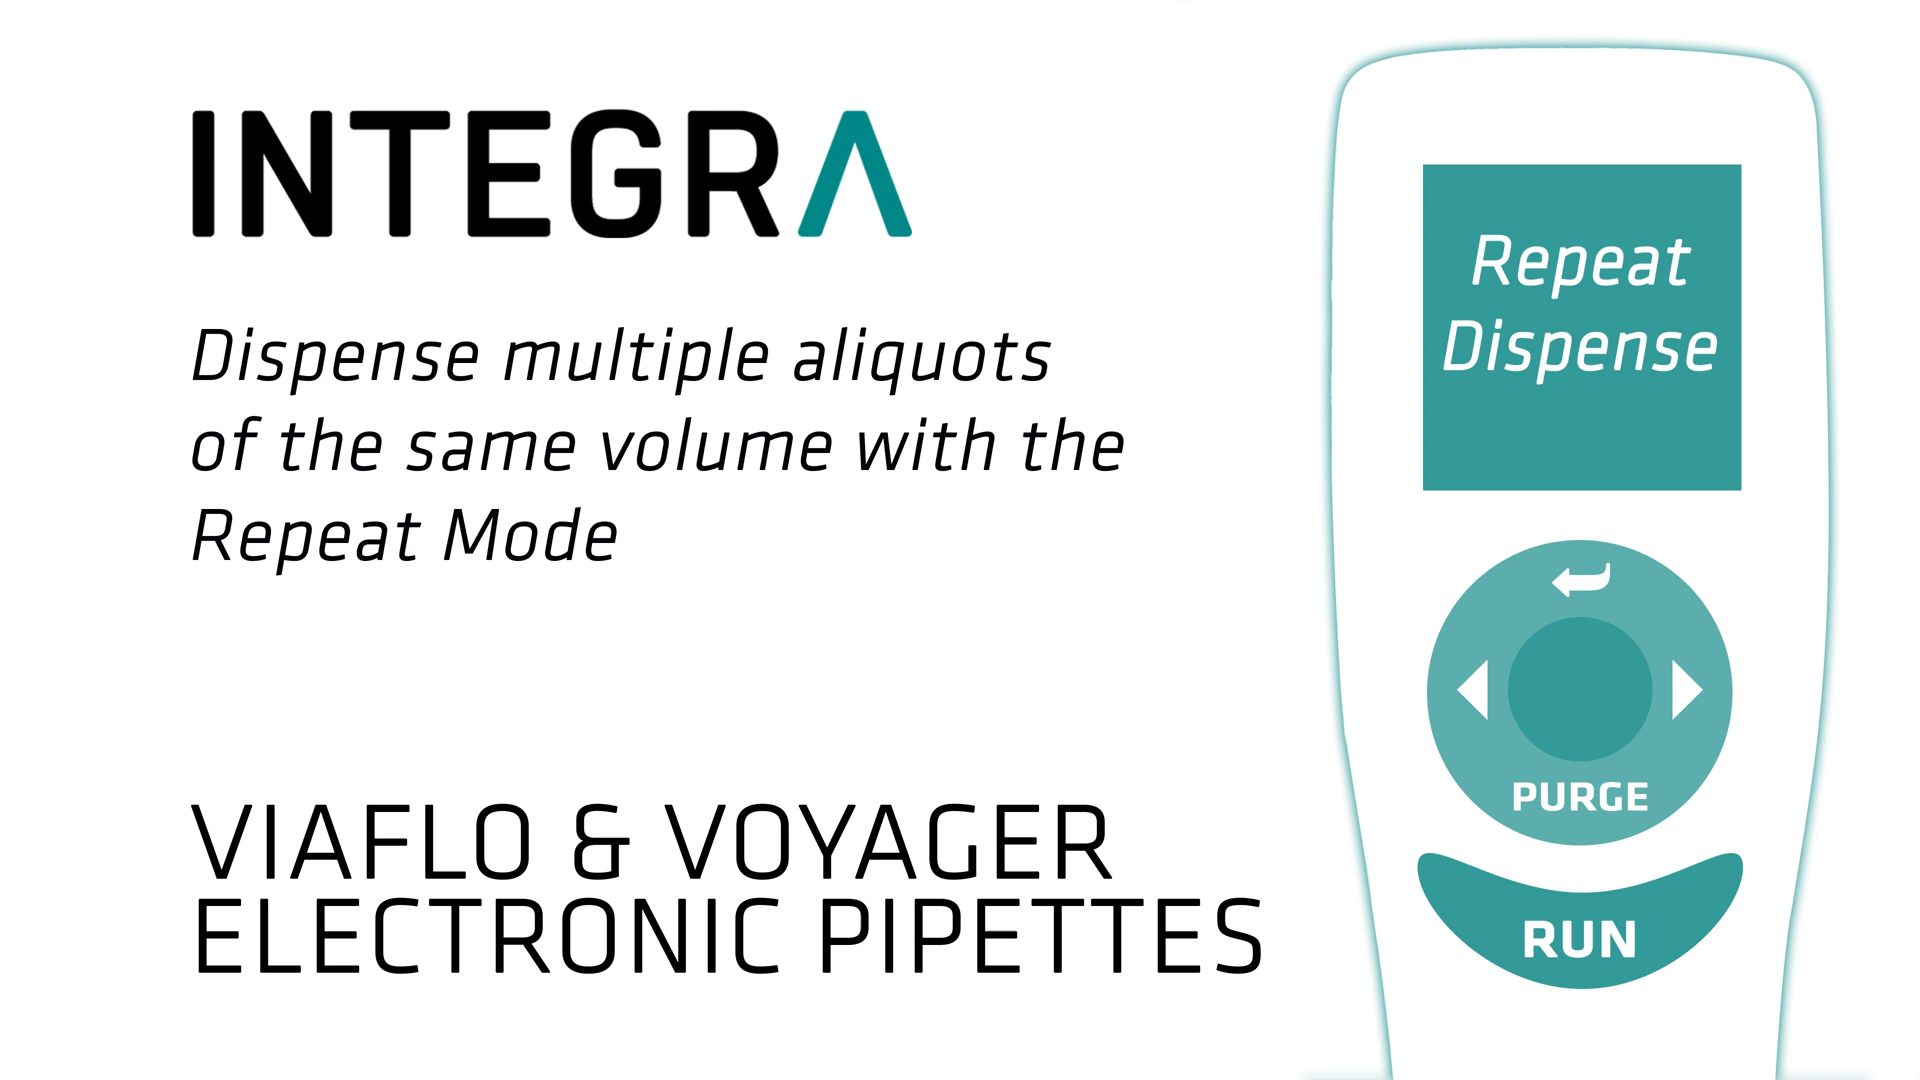 INTEGRA
Dispense multiple aliquots
of the same volume with the
Repeat Mode
VIAFLO & VOYAGER
ELECTRONIC PIPETTES
Repeat
Dispense
PURGE
RUN